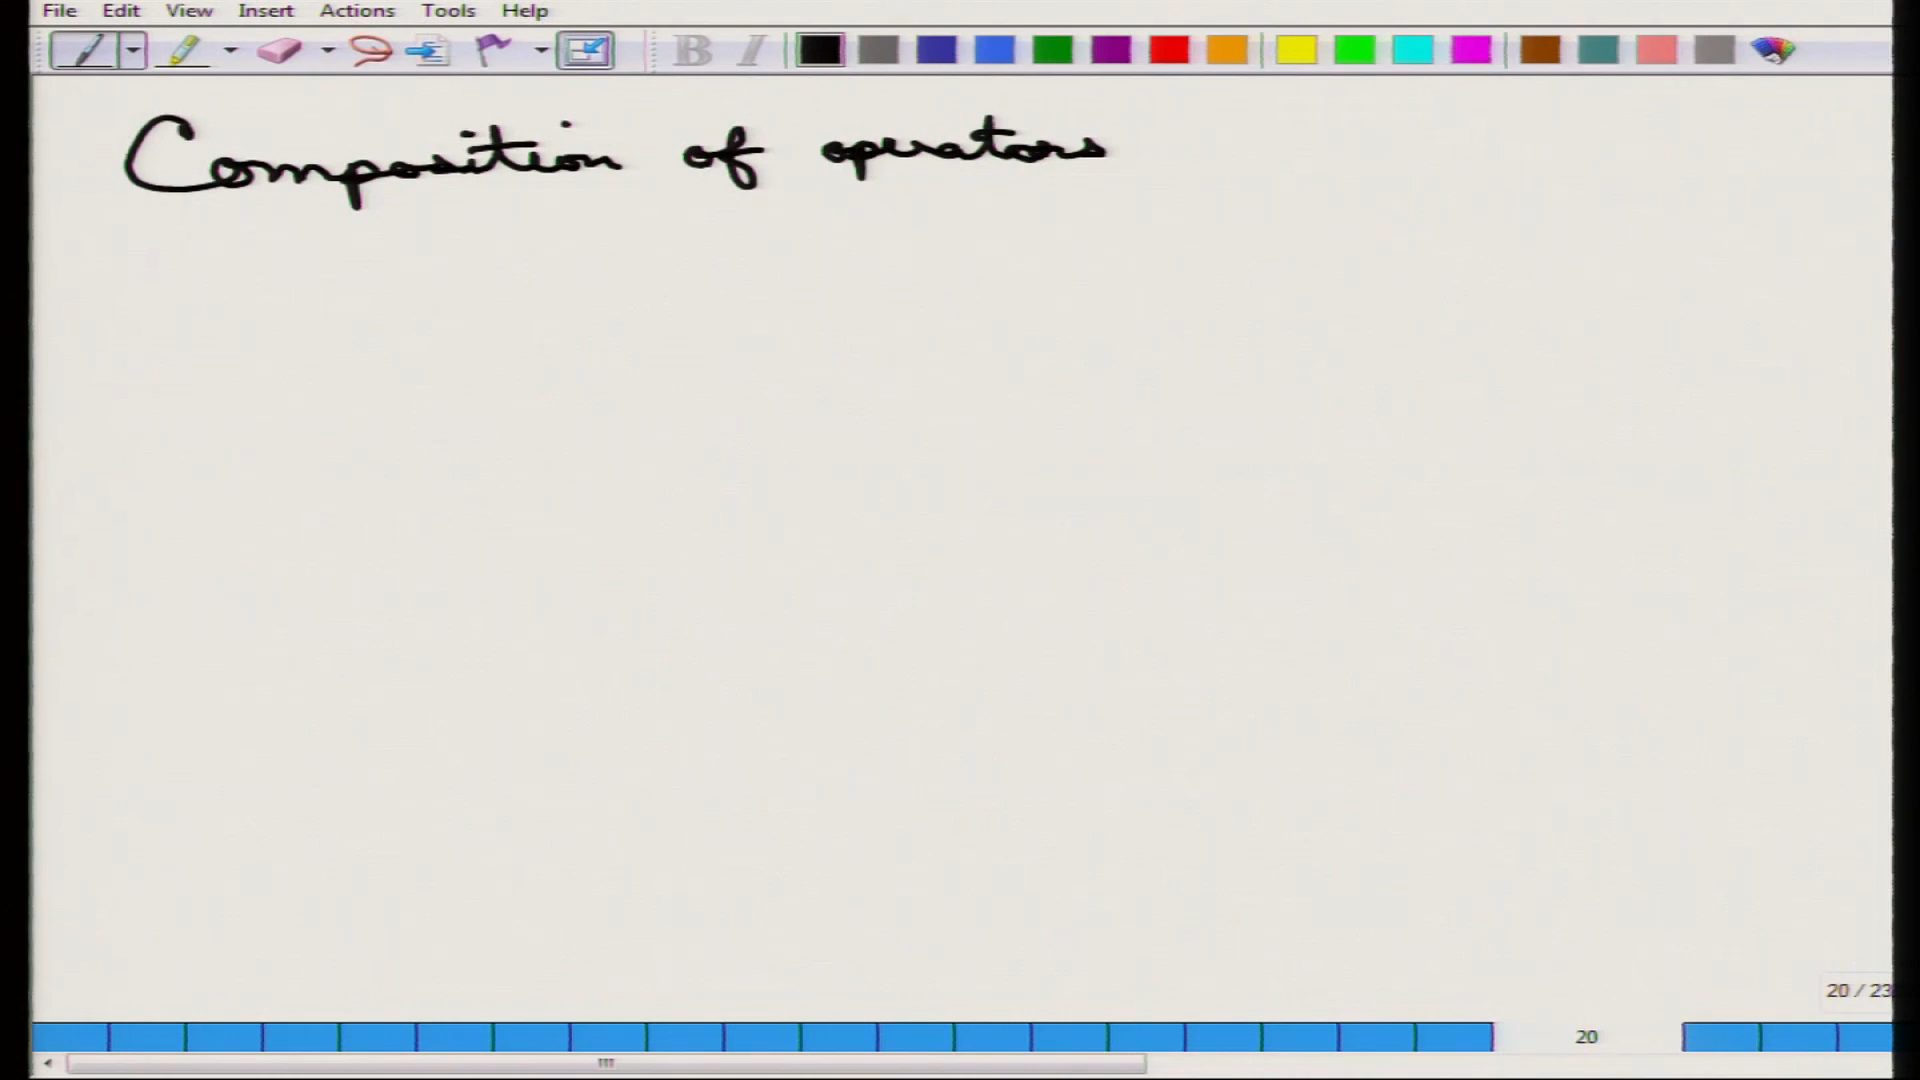 File Edit View Insert Actions Tools Help
B I
Composition of operators
20 / 23
20